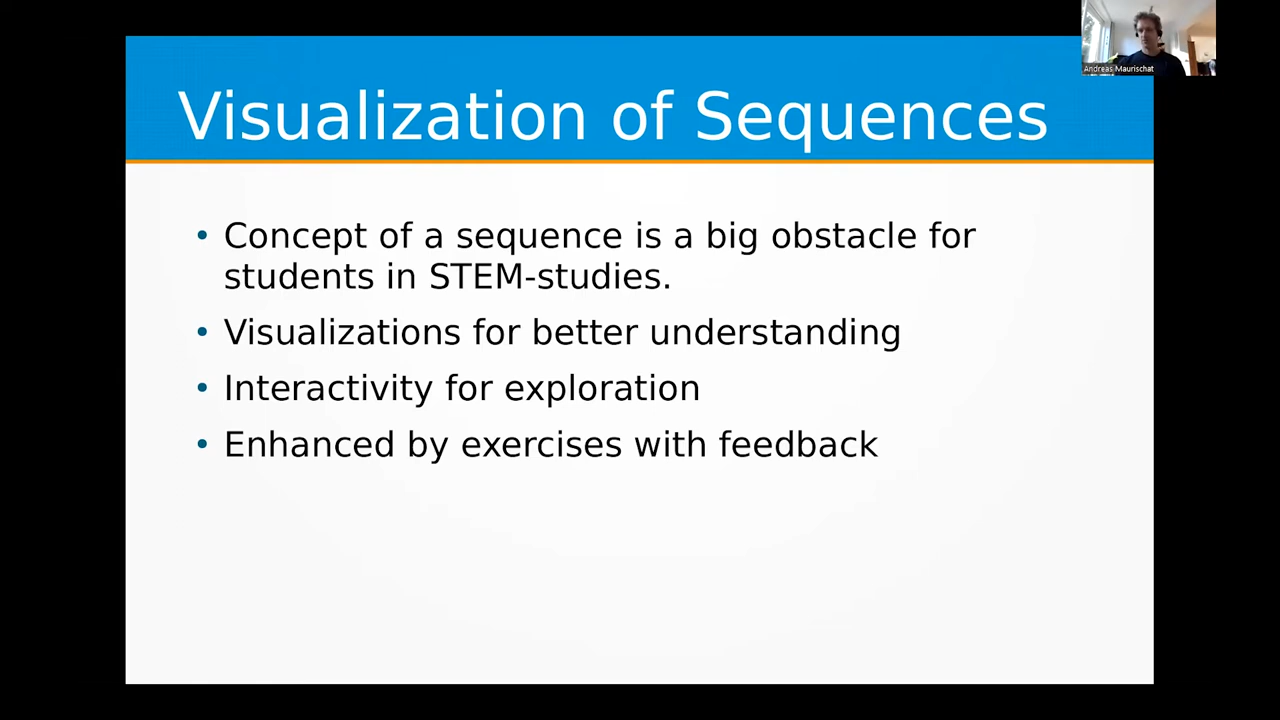 Andreas Maurischat
Visualization of Sequences
• Concept of a sequence is a big obstacle for
students in STEM-studies.
• Visualizations for better understanding
• Interactivity for exploration
• Enhanced by exercises with feedback